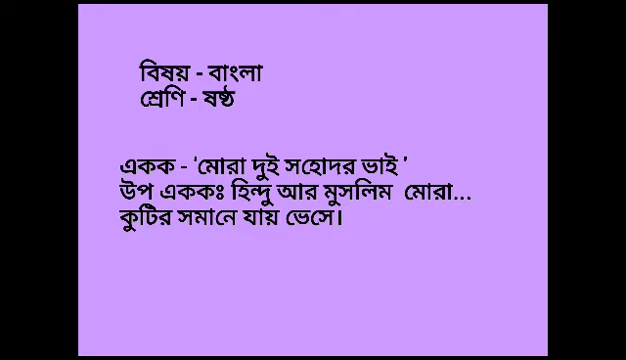 বিষয় - বাংলা
শ্রেণি - ষষ্ঠ
একক - 'মোরা দুই সহোদর ভাই '
উপ এককঃ হিন্দু আর মুসলিম মোরা...
কুটির সমানে যায় ভেসে।